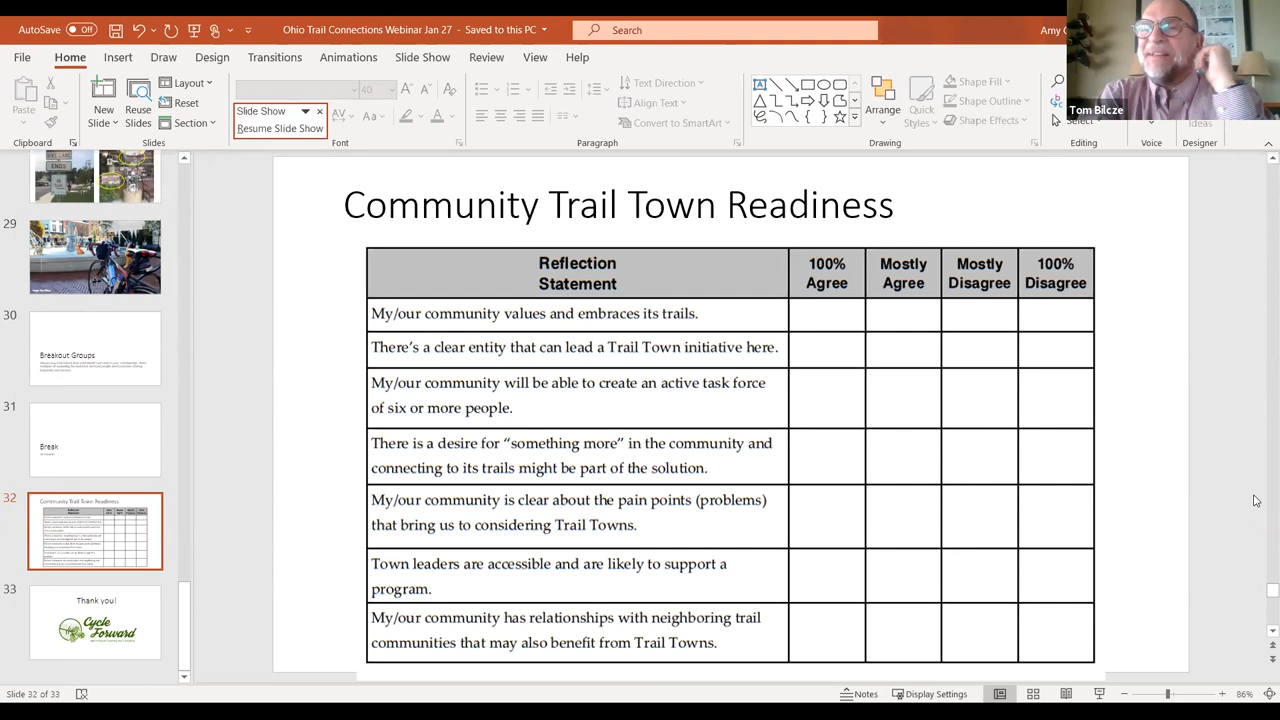 AutoSave Off
Ohio Trail Connections Webinar Jan 27 - Saved to this PC
Search
Amy
Tom Bilcze
File Home Insert Draw Design Transitions Animations Slide Show Review View Help
Paste
Clipboard
New Slide
Reuse Slides
Layout
Reset
Section
Slides
Slide Show
Resume Slide Show
40
Font
Text Direction
Align Text
Convert to SmartArt
Paragraph
Arrange
Quick Styles
Shape Fill
Shape Outline
Shape Effects
Drawing
Select
Editing
Voice
Ideas
Designer
ENDS
29
30
Breakout Groups
31
Break
32
Community Trail Town Readiness
33
Thank you!
Cycle
Forward
Community Trail Town Readiness
Reflection Statement
100% Agree
Mostly Agree
Mostly Disagree
100% Disagree
My/our community values and embraces its trails.
There's a clear entity that can lead a Trail Town initiative here.
My/our community will be able to create an active task force
of six or more people.
There is a desire for “something more” in the community and
connecting to its trails might be part of the solution.
My/our community is clear about the pain points (problems)
that bring us to considering Trail Towns.
Town leaders are accessible and are likely to support a
program.
My/our community has relationships with neighboring trail
communities that may also benefit from Trail Towns.
Slide 32 of 33
Notes
Display Settings
86%